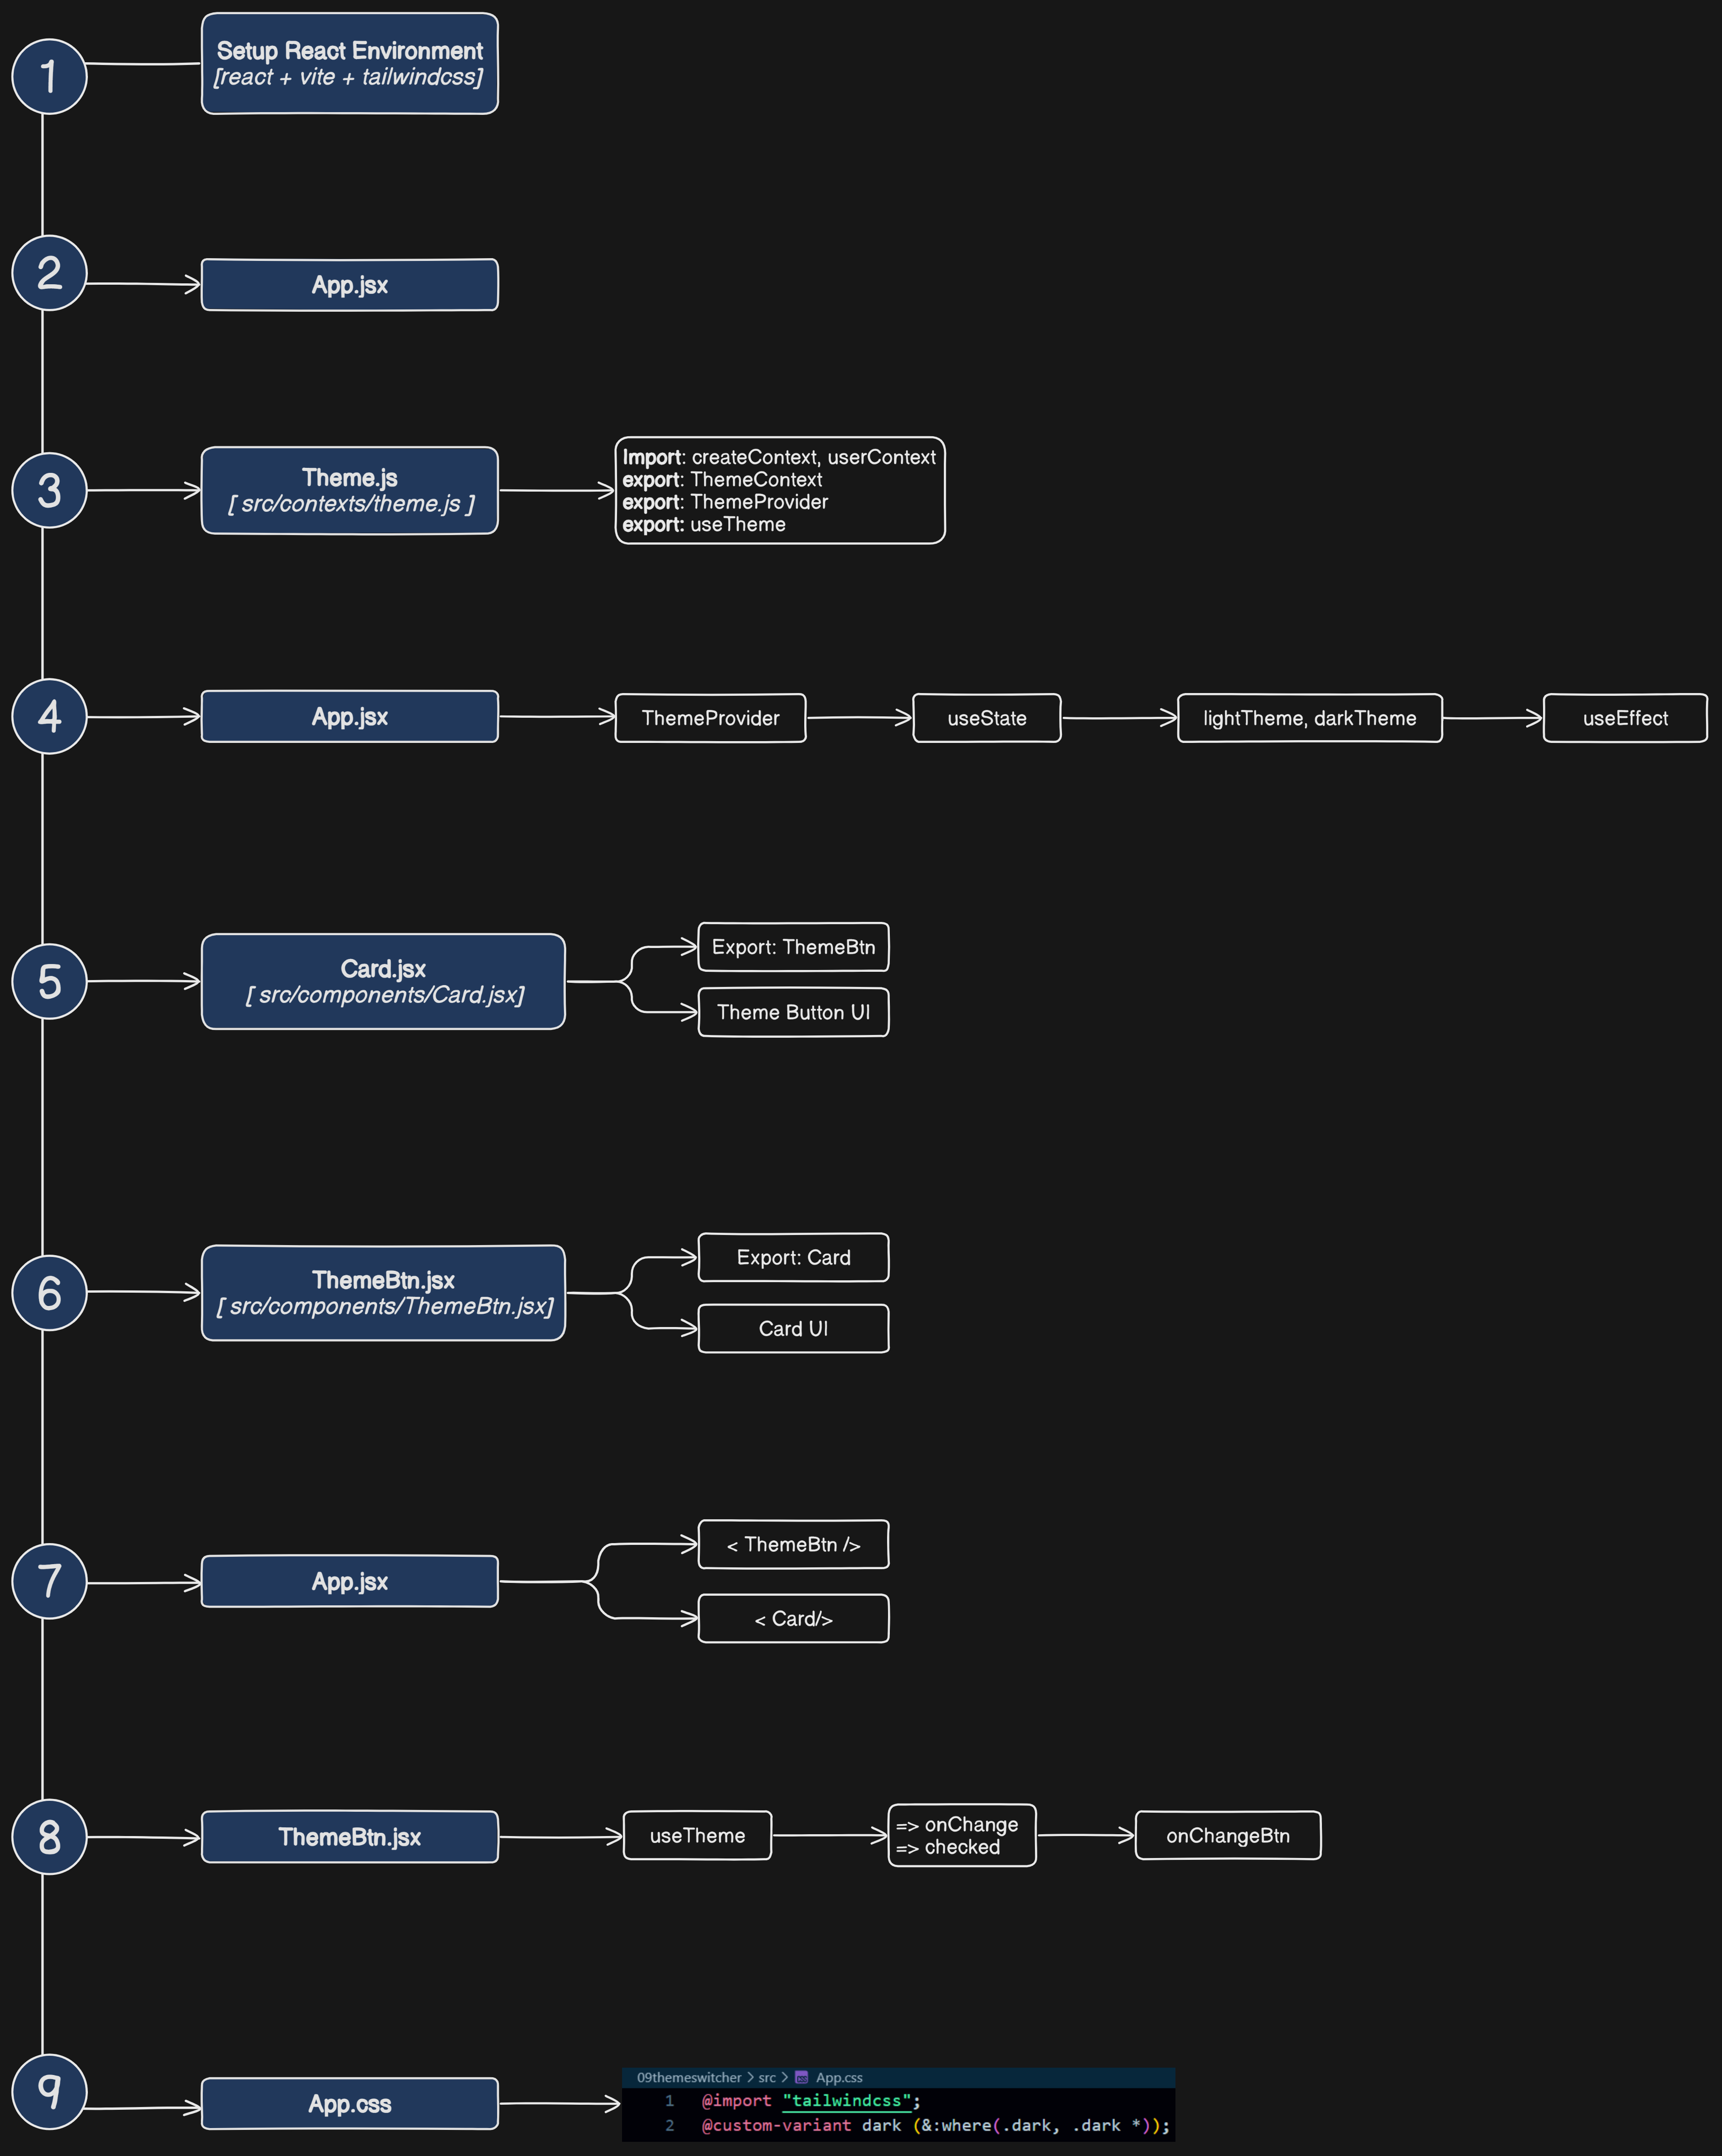 1
Setup React Environment
[react + vite + tailwindcss]
2
App.jsx
3
Theme.js
[ src/contexts/theme.js ]
Import: createContext, userContext
export: ThemeContext
export: ThemeProvider
export: useTheme
4
App.jsx
ThemeProvider
useState
lightTheme, darkTheme
useEffect
5
Card.jsx
[ src/components/Card.jsx]
Export: ThemeBtn
Theme Button UI
6
ThemeBtn.jsx
[ src/components/ThemeBtn.jsx]
Export: Card
Card UI
7
App.jsx
< ThemeBtn />
< Card/>
8
ThemeBtn.jsx
useTheme
=> onChange
=> checked
onChangeBtn
9
App.css
09themeswitcher > src > App.css
1 @import "tailwindcss";
2 @custom-variant dark (&:where(.dark, .dark *));